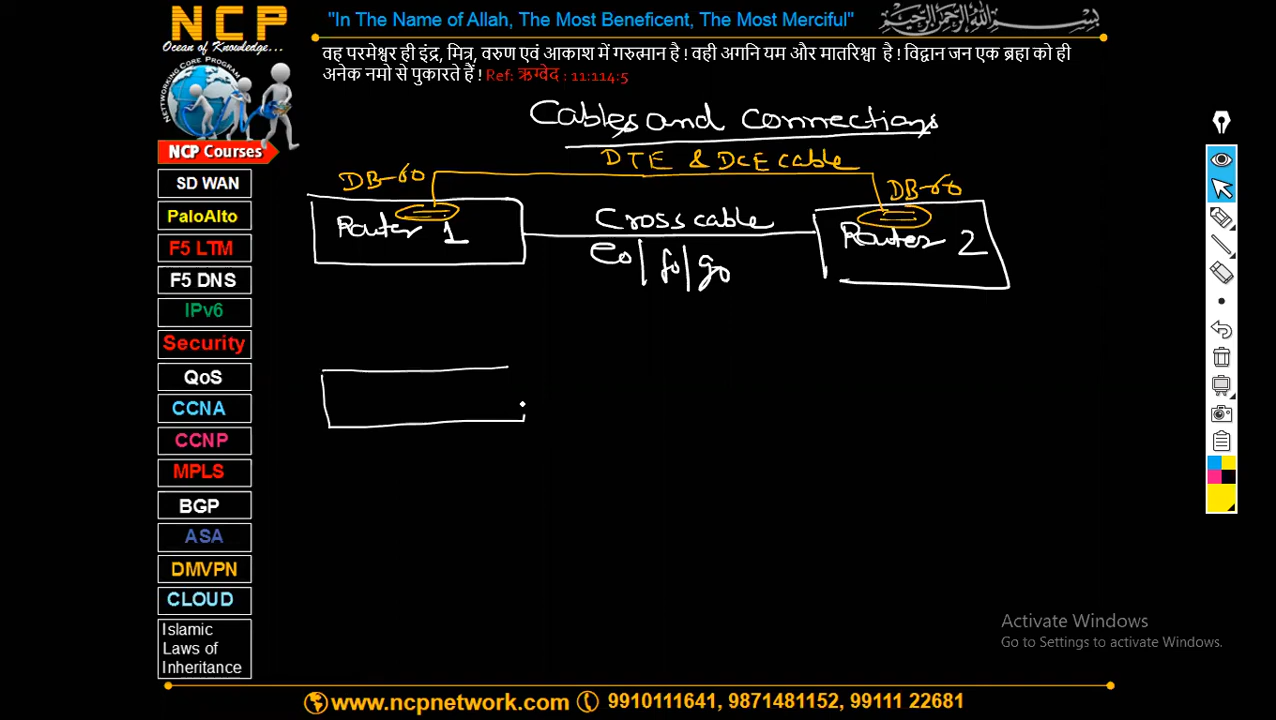 NCP
Ocean of Knowledge...
NETWORKING CORE PROGRAM
"In The Name of Allah, The Most Beneficent, The Most Merciful"
वह परमेश्वर ही इंद्र, मित्र, वरुण एवं आकाश में गरुत्मान है ! वही अगनि यम और मातरिश्वा है ! विद्वान जन एक ब्रहा को ही
अनेक नमो से पुकारते हैं ! Ref: ऋग्वेद : 11:114:5
Cables and connections
DTE & DCE cable
DB-60
DB-60
Router 1
Cross cable
Router 2
e0|f0|g0
NCP Courses
SD WAN
PaloAlto
F5 LTM
F5 DNS
IPv6
Security
QoS
CCNA
CCNP
MPLS
BGP
ASA
DMVPN
CLOUD
Islamic
Laws of
Inheritance
Activate Windows
Go to Settings to activate Windows.
www.ncpnetwork.com 9910111641, 9871481152, 99111 22681